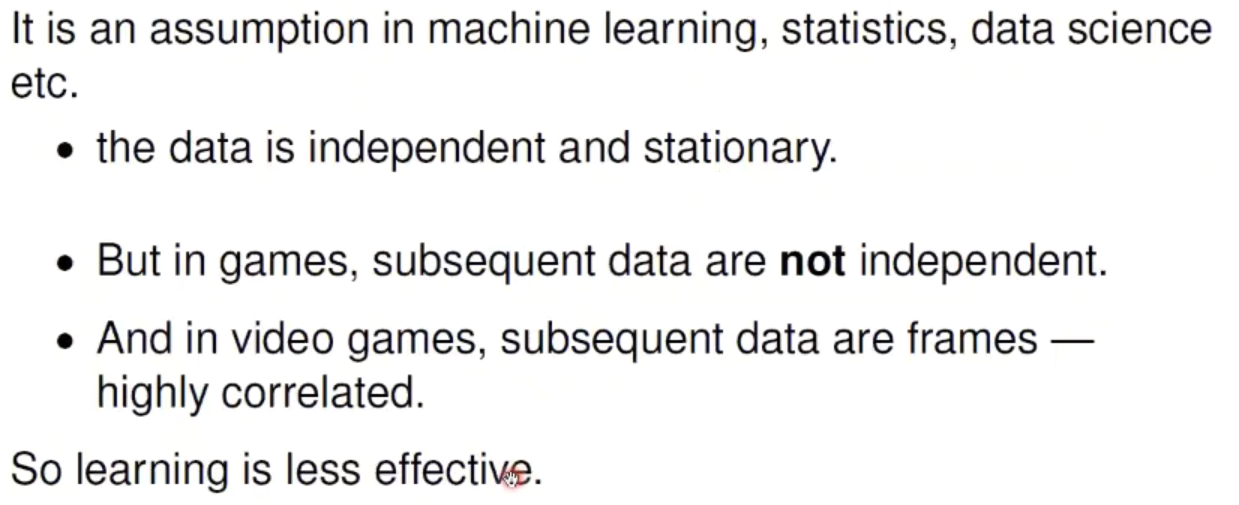 It is an assumption in machine learning, statistics, data science
etc.
• the data is independent and stationary.
• But in games, subsequent data are not independent.
• And in video games, subsequent data are frames —
highly correlated.
So learning is less effective.